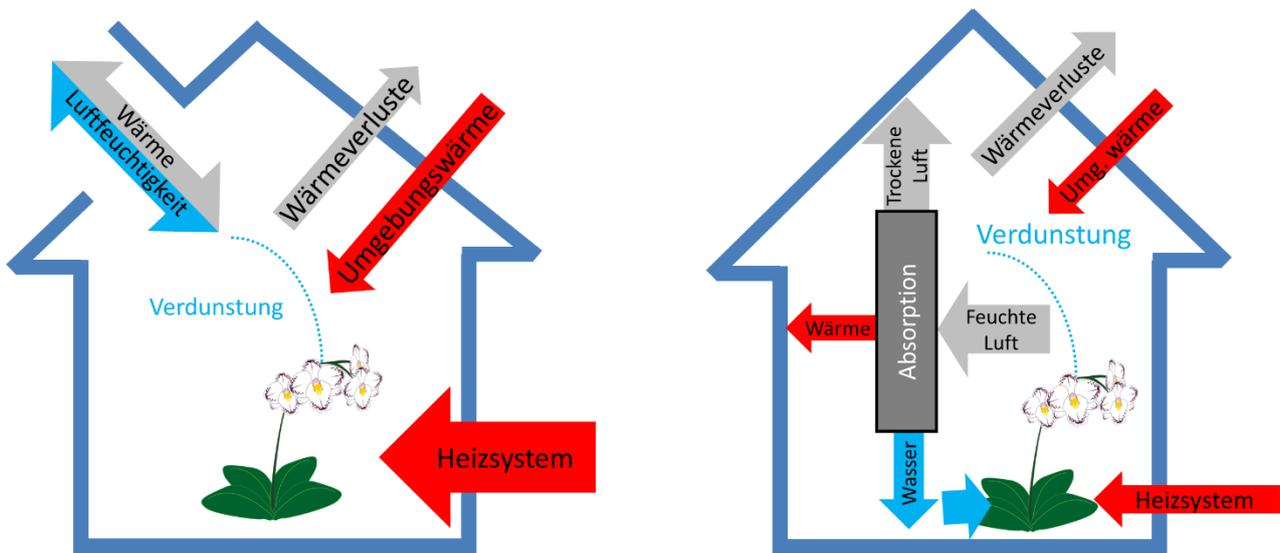 Wärme
Luftfeuchtigkeit
Wärmeverluste
Umgebungswärme
Verdunstung
Heizsystem
Wärmeverluste
Umg. wärme
Trockene
Luft
Verdunstung
Absorption
Wärme
Feuchte
Luft
Wasser
Heizsystem